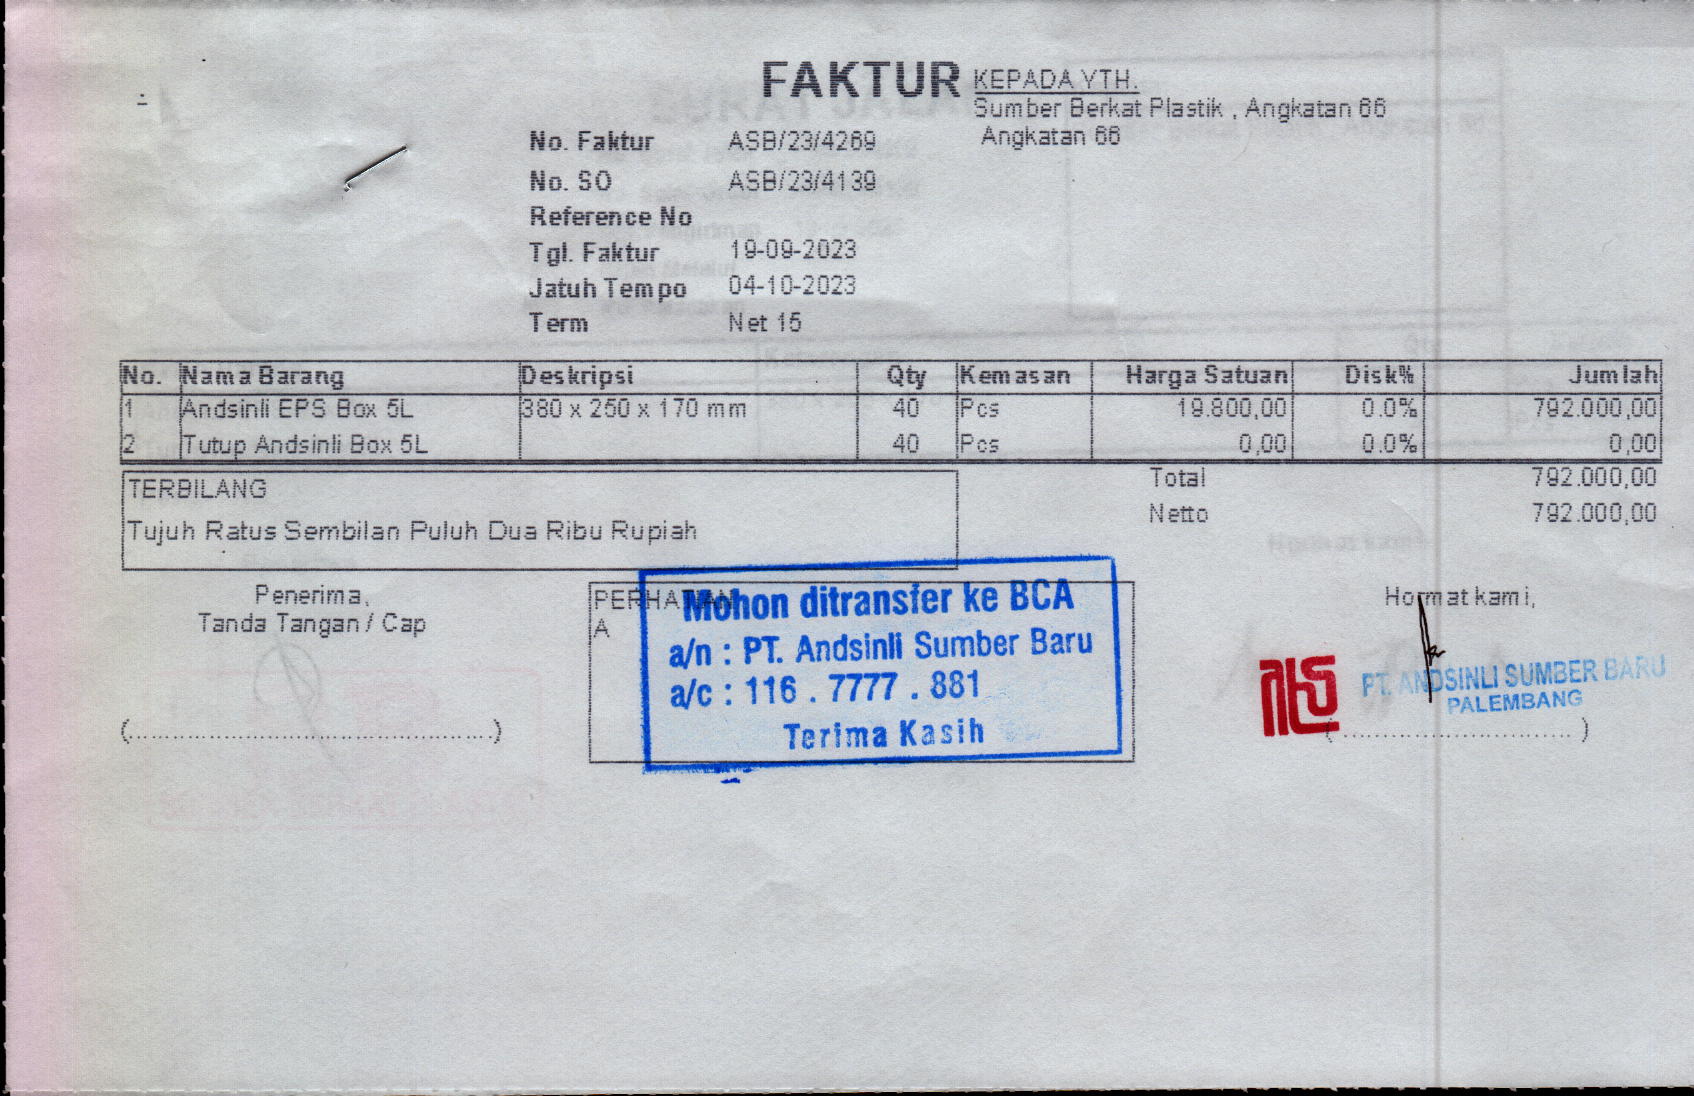 FAKTUR
KEPADA YTH.
Sumber Berkat Plastik , Angkatan 66
Angkatan 66
No. Faktur ASB/23/4269
No. SO ASB/23/4139
Reference No
Tgl. Faktur 19-09-2023
Jatuh Tempo 04-10-2023
Term Net 15
No. Nama Barang Deskripsi Qty Kemasan Harga Satuan Disk% Jumlah
1 Andsinli EPS Box 5L 380 x 250 x 170 mm 40 Pcs 19.800,00 0.0% 792.000,00
2 Tutup Andsinli Box 5L 40 Pcs 0,00 0.0% 0,00
Total 792.000,00
Netto 792.000,00
TERBILANG
Tujuh Ratus Sembilan Puluh Dua Ribu Rupiah
Penerima,
Tanda Tangan / Cap
(..............................................)
PERHATIAN
A
Mohon ditransfer ke BCA
a/n : PT. Andsinli Sumber Baru
a/c : 116 . 7777 . 881
Terima Kasih
Hormat kami,
PT. ANDSINLI SUMBER BARU
PALEMBANG
(.............................)